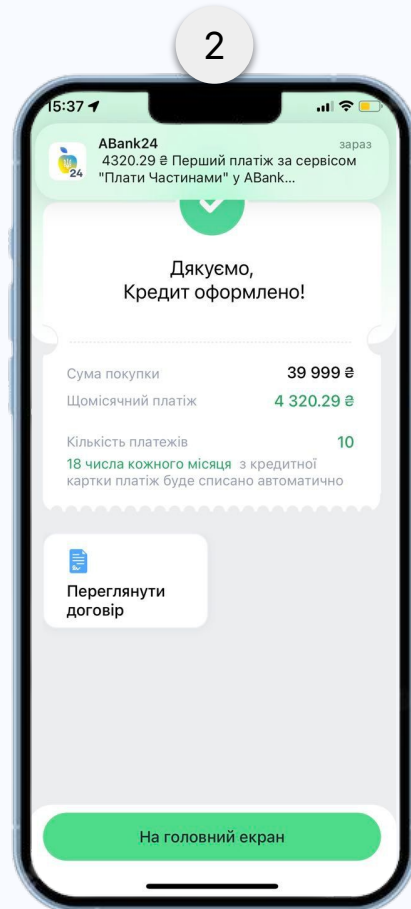 2
15:37
ABank24
зараз
24
4320.29 ₴ Перший платіж за сервісом
"Плати Частинами" у ABank...
Дякуємо,
Кредит оформлено!
Сума покупки 39 999 ₴
Щомісячний платіж 4 320.29 ₴
Кількість платежів 10
18 числа кожного місяця з кредитної
картки платіж буде списано автоматично
Переглянути
договір
На головний екран